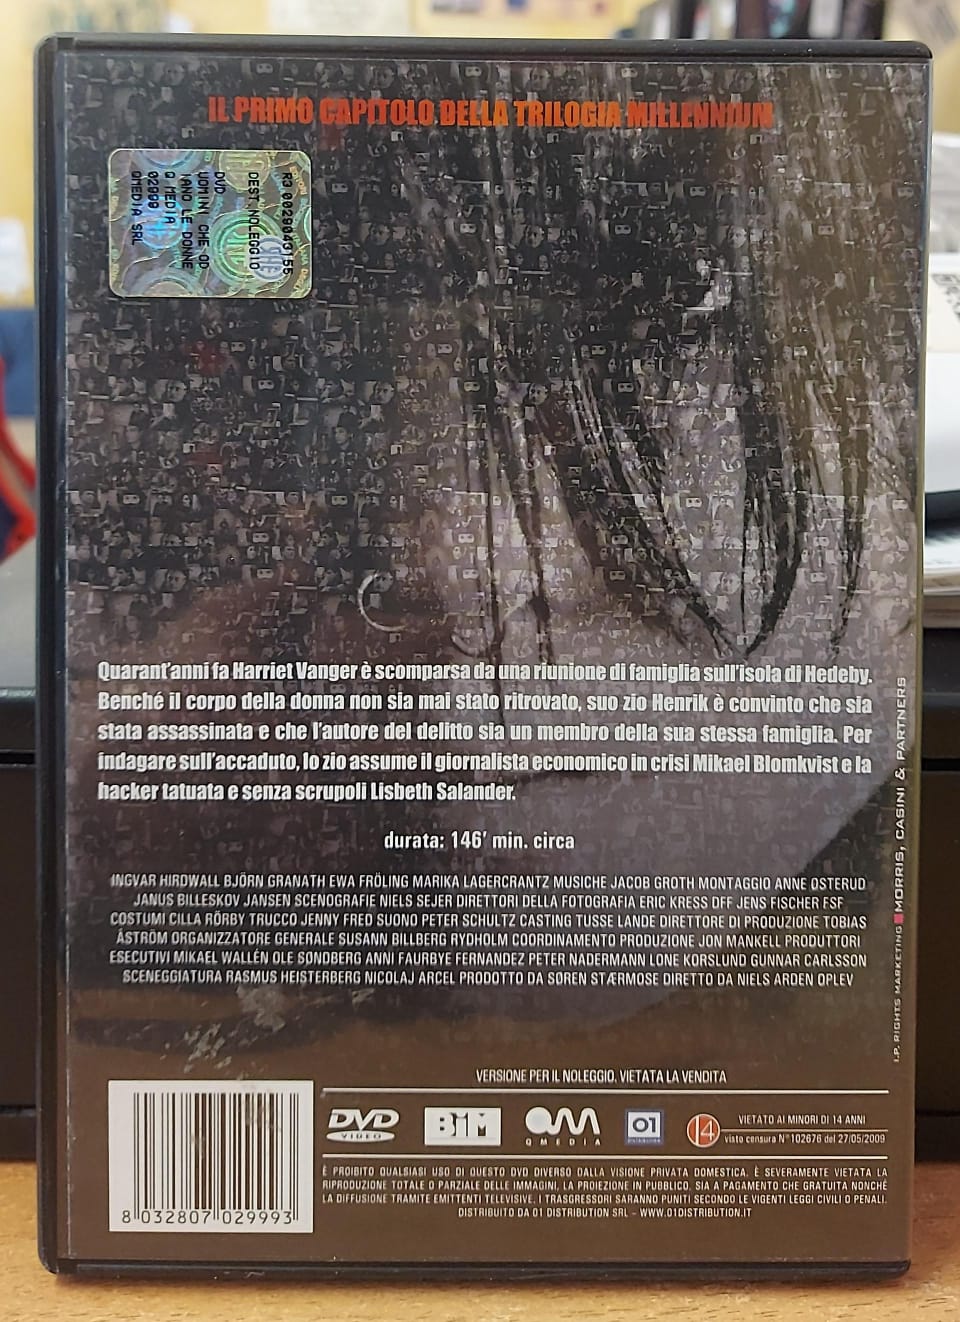 IL PRIMO CAPITOLO DELLA TRILOGIA MILLENNIUM
R3 0029049155
DEST.NOLEGGIO
DVD
UOMINI CHE OD
IANO LE DONNE
Q MEDIA
02999
QMEDIA SRL
Quarant'anni fa Harriet Vanger è scomparsa da una riunione di famiglia sull'isola di Hedeby.
Benché il corpo della donna non sia mai stato ritrovato, suo zio Henrik è convinto che sia
stata assassinata e che l'autore del delitto sia un membro della sua stessa famiglia. Per
indagare sull'accaduto, lo zio assume il giornalista economico in crisi Mikael Blomkvist e la
hacker tatuata e senza scrupoli Lisbeth Salander.
durata: 146' min. circa
INGVAR HIRDWALL BJÖRN GRANATH EWA FRÖLING MARIKA LAGERCRANTZ MUSICHE JACOB GROTH MONTAGGIO ANNE ØSTERUD
JANUS BILLESKOV JANSEN SCENOGRAFIE NIELS SEJER DIRETTORI DELLA FOTOGRAFIA ERIC KRESS DFF JENS FISCHER FSF
COSTUMI CILLA RÖRBY TRUCCO JENNY FRED SUONO PETER SCHULTZ CASTING TUSSE LANDE DIRETTORE DI PRODUZIONE TOBIAS
ÅSTRÖM ORGANIZZATORE GENERALE SUSANN BILLBERG RYDHOLM COORDINAMENTO PRODUZIONE JON MANKELL PRODUTTORI
ESECUTIVI MIKAEL WALLÉN OLE SØNDBERG ANNI FAURBYE FERNANDEZ PETER NADERMANN LONE KORSLUND GUNNAR CARLSSON
SCENEGGIATURA RASMUS HEISTERBERG NICOLAJ ARCEL PRODOTTO DA SØREN STÆRMOSE DIRETTO DA NIELS ARDEN OPLEV
I.P. RIGHTS MARKETING MORRIS, CASINI & PARTNERS
VERSIONE PER IL NOLEGGIO. VIETATA LA VENDITA
DVD
VIDEO
BiM
QM
QMEDIA
01
14
VIETATO AI MINORI DI 14 ANNI
visto censura N°102676 del 27/05/2009
È PROIBITO QUALSIASI USO DI QUESTO DVD DIVERSO DALLA VISIONE PRIVATA DOMESTICA. È SEVERAMENTE VIETATA LA
RIPRODUZIONE TOTALE O PARZIALE DELLE IMMAGINI, LA PROIEZIONE IN PUBBLICO, SIA A PAGAMENTO CHE GRATUITA NONCHÉ
LA DIFFUSIONE TRAMITE EMITTENTI TELEVISIVE. I TRASGRESSORI SARANNO PUNITI SECONDO LE VIGENTI LEGGI CIVILI O PENALI.
DISTRIBUITO DA 01 DISTRIBUTION SRL - WWW.01DISTRIBUTION.IT
8 032807 029993